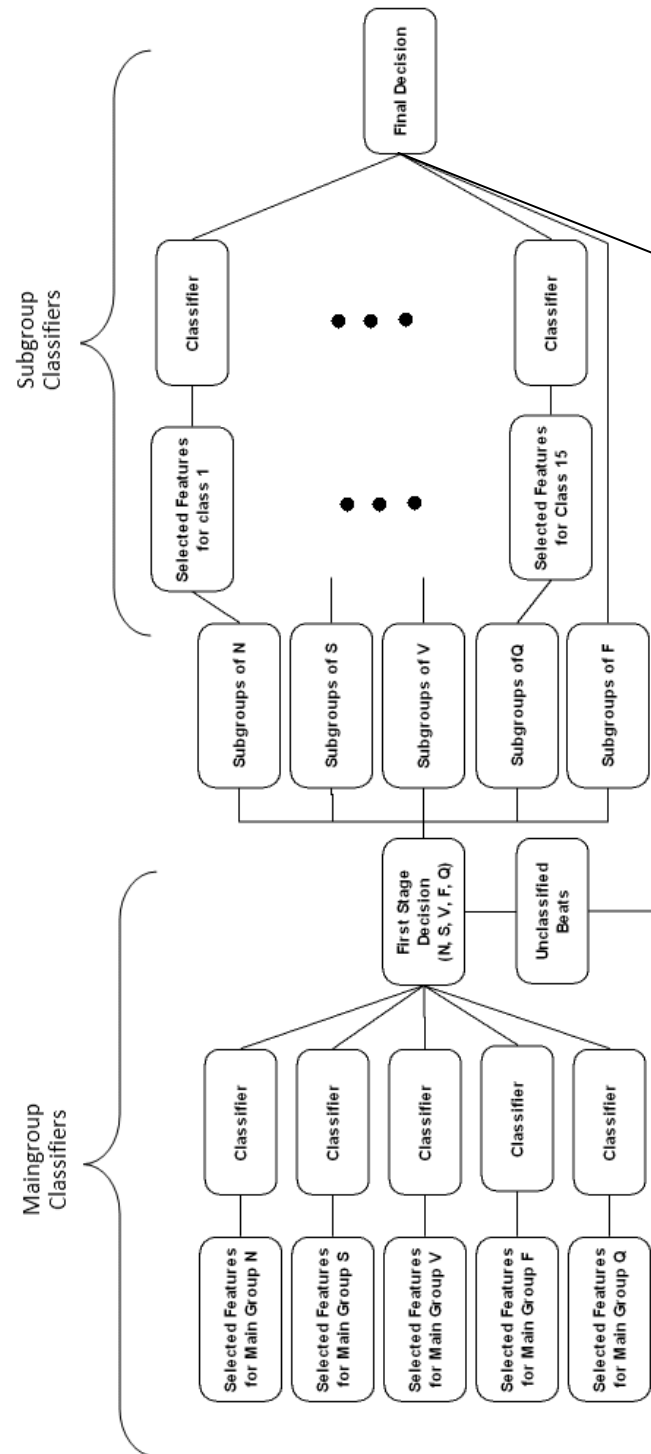 Maingroup
Classifiers
Subgroup
Classifiers
Selected Features
for Main Group N
Classifier
Selected Features
for Main Group S
Classifier
Selected Features
for Main Group V
Classifier
Selected Features
for Main Group F
Classifier
Selected Features
for Main Group Q
Classifier
First Stage
Decision
(N, S, V, F, Q)
Unclassified
Beats
Subgroups of N
Subgroups of S
Subgroups of V
Subgroups ofQ
Subgroups of F
Selected Features
for class 1
Classifier
Selected Features
for Class 15
Classifier
Final Decision